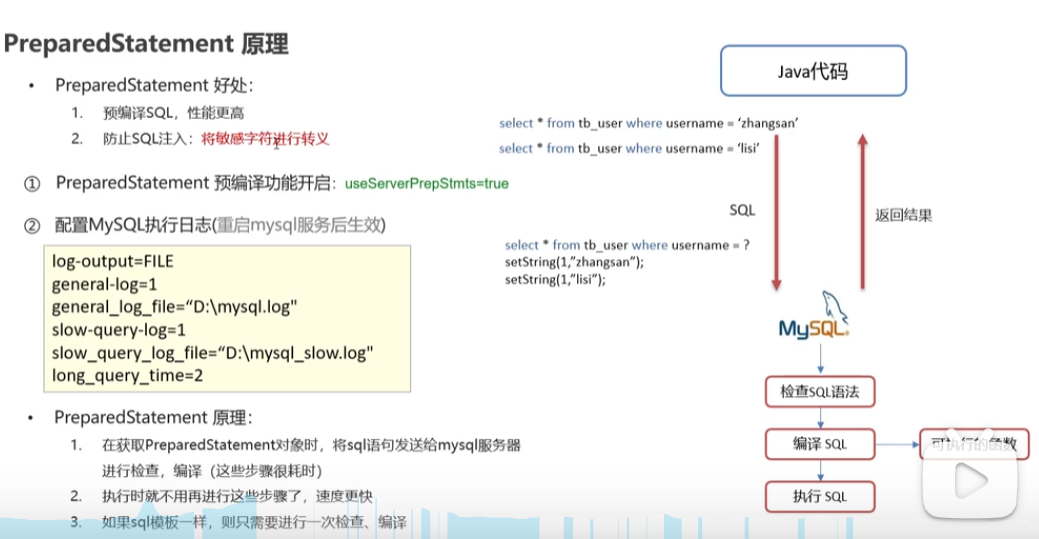 PreparedStatement 原理
• PreparedStatement 好处：
1. 预编译SQL，性能更高
2. 防止SQL注入：将敏感字符进行转义
① PreparedStatement 预编译功能开启：useServerPrepStmts=true
② 配置MySQL执行日志(重启mysql服务后生效)
log-output=FILE
general-log=1
general_log_file=“D:\mysql.log"
slow-query-log=1
slow_query_log_file=“D:\mysql_slow.log"
long_query_time=2
• PreparedStatement 原理：
1. 在获取PreparedStatement对象时，将sql语句发送给mysql服务器
进行检查，编译（这些步骤很耗时）
2. 执行时就不用再进行这些步骤了，速度更快
3. 如果sql模板一样，则只需要进行一次检查、编译
Java代码
select * from tb_user where username = ‘zhangsan’
select * from tb_user where username = ‘lisi’
SQL
返回结果
select * from tb_user where username = ?
setString(1,”zhangsan”);
setString(1,”lisi”);
MySQL
检查SQL语法
编译 SQL
可执行的函数
执行 SQL